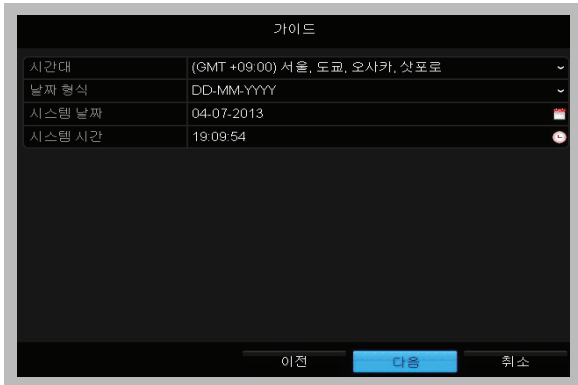 가이드
시간대 (GMT +09:00) 서울, 도쿄, 오사카, 삿포로
날짜 형식 DD-MM-YYYY
시스템 날짜 04-07-2013
시스템 시간 19:09:54
이전 다음 취소